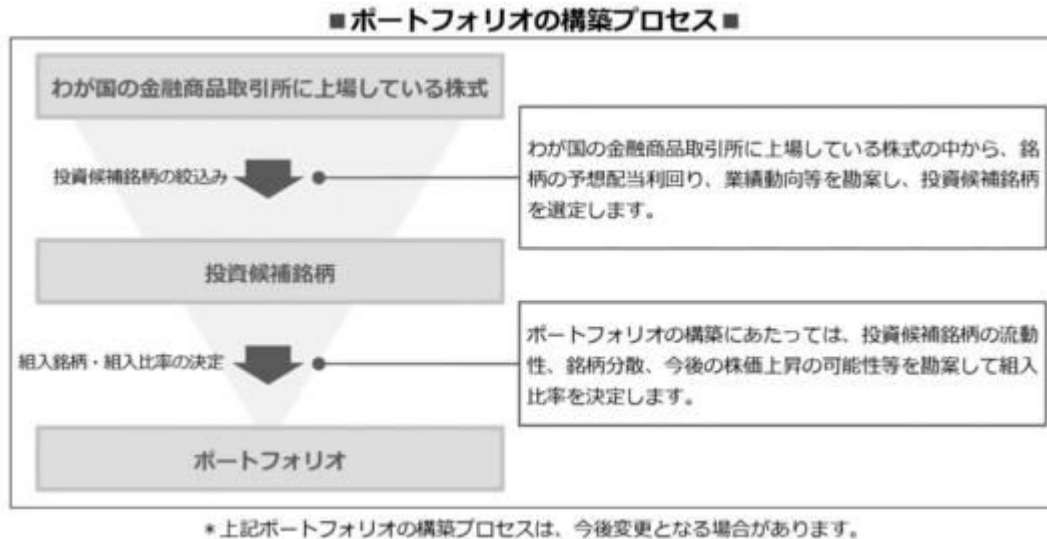 ■ポートフォリオの構築プロセス■
わが国の金融商品取引所に上場している株式
投資候補銘柄の絞込み
わが国の金融商品取引所に上場している株式の中から、銘
柄の予想配当利回り、業績動向等を勘案し、投資候補銘柄
を選定します。
投資候補銘柄
組入銘柄・組入比率の決定
ポートフォリオの構築にあたっては、投資候補銘柄の流動
性、銘柄分散、今後の株価上昇の可能性等を勘案して組入
比率を決定します。
ポートフォリオ
*上記ポートフォリオの構築プロセスは、今後変更となる場合があります。